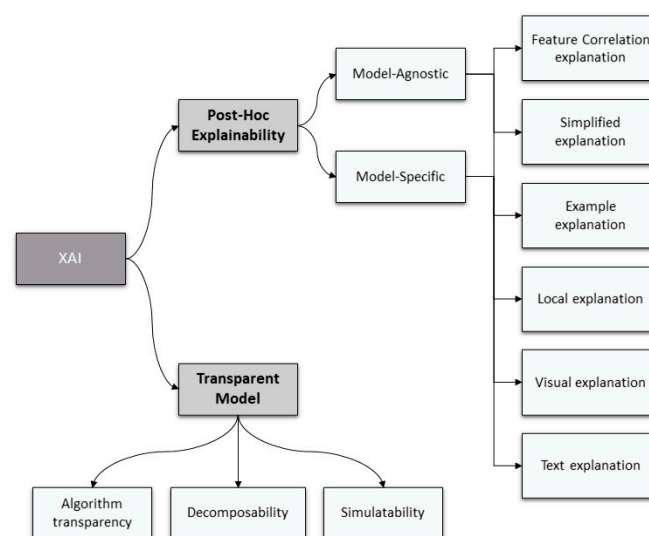 Feature Correlation
explanation
Model-Agnostic
Post-Hoc
Explainability
Simplified
explanation
Model-Specific
Example
explanation
XAI
Local explanation
Transparent
Model
Visual explanation
Text explanation
Algorithm
transparency
Decomposability
Simulatability